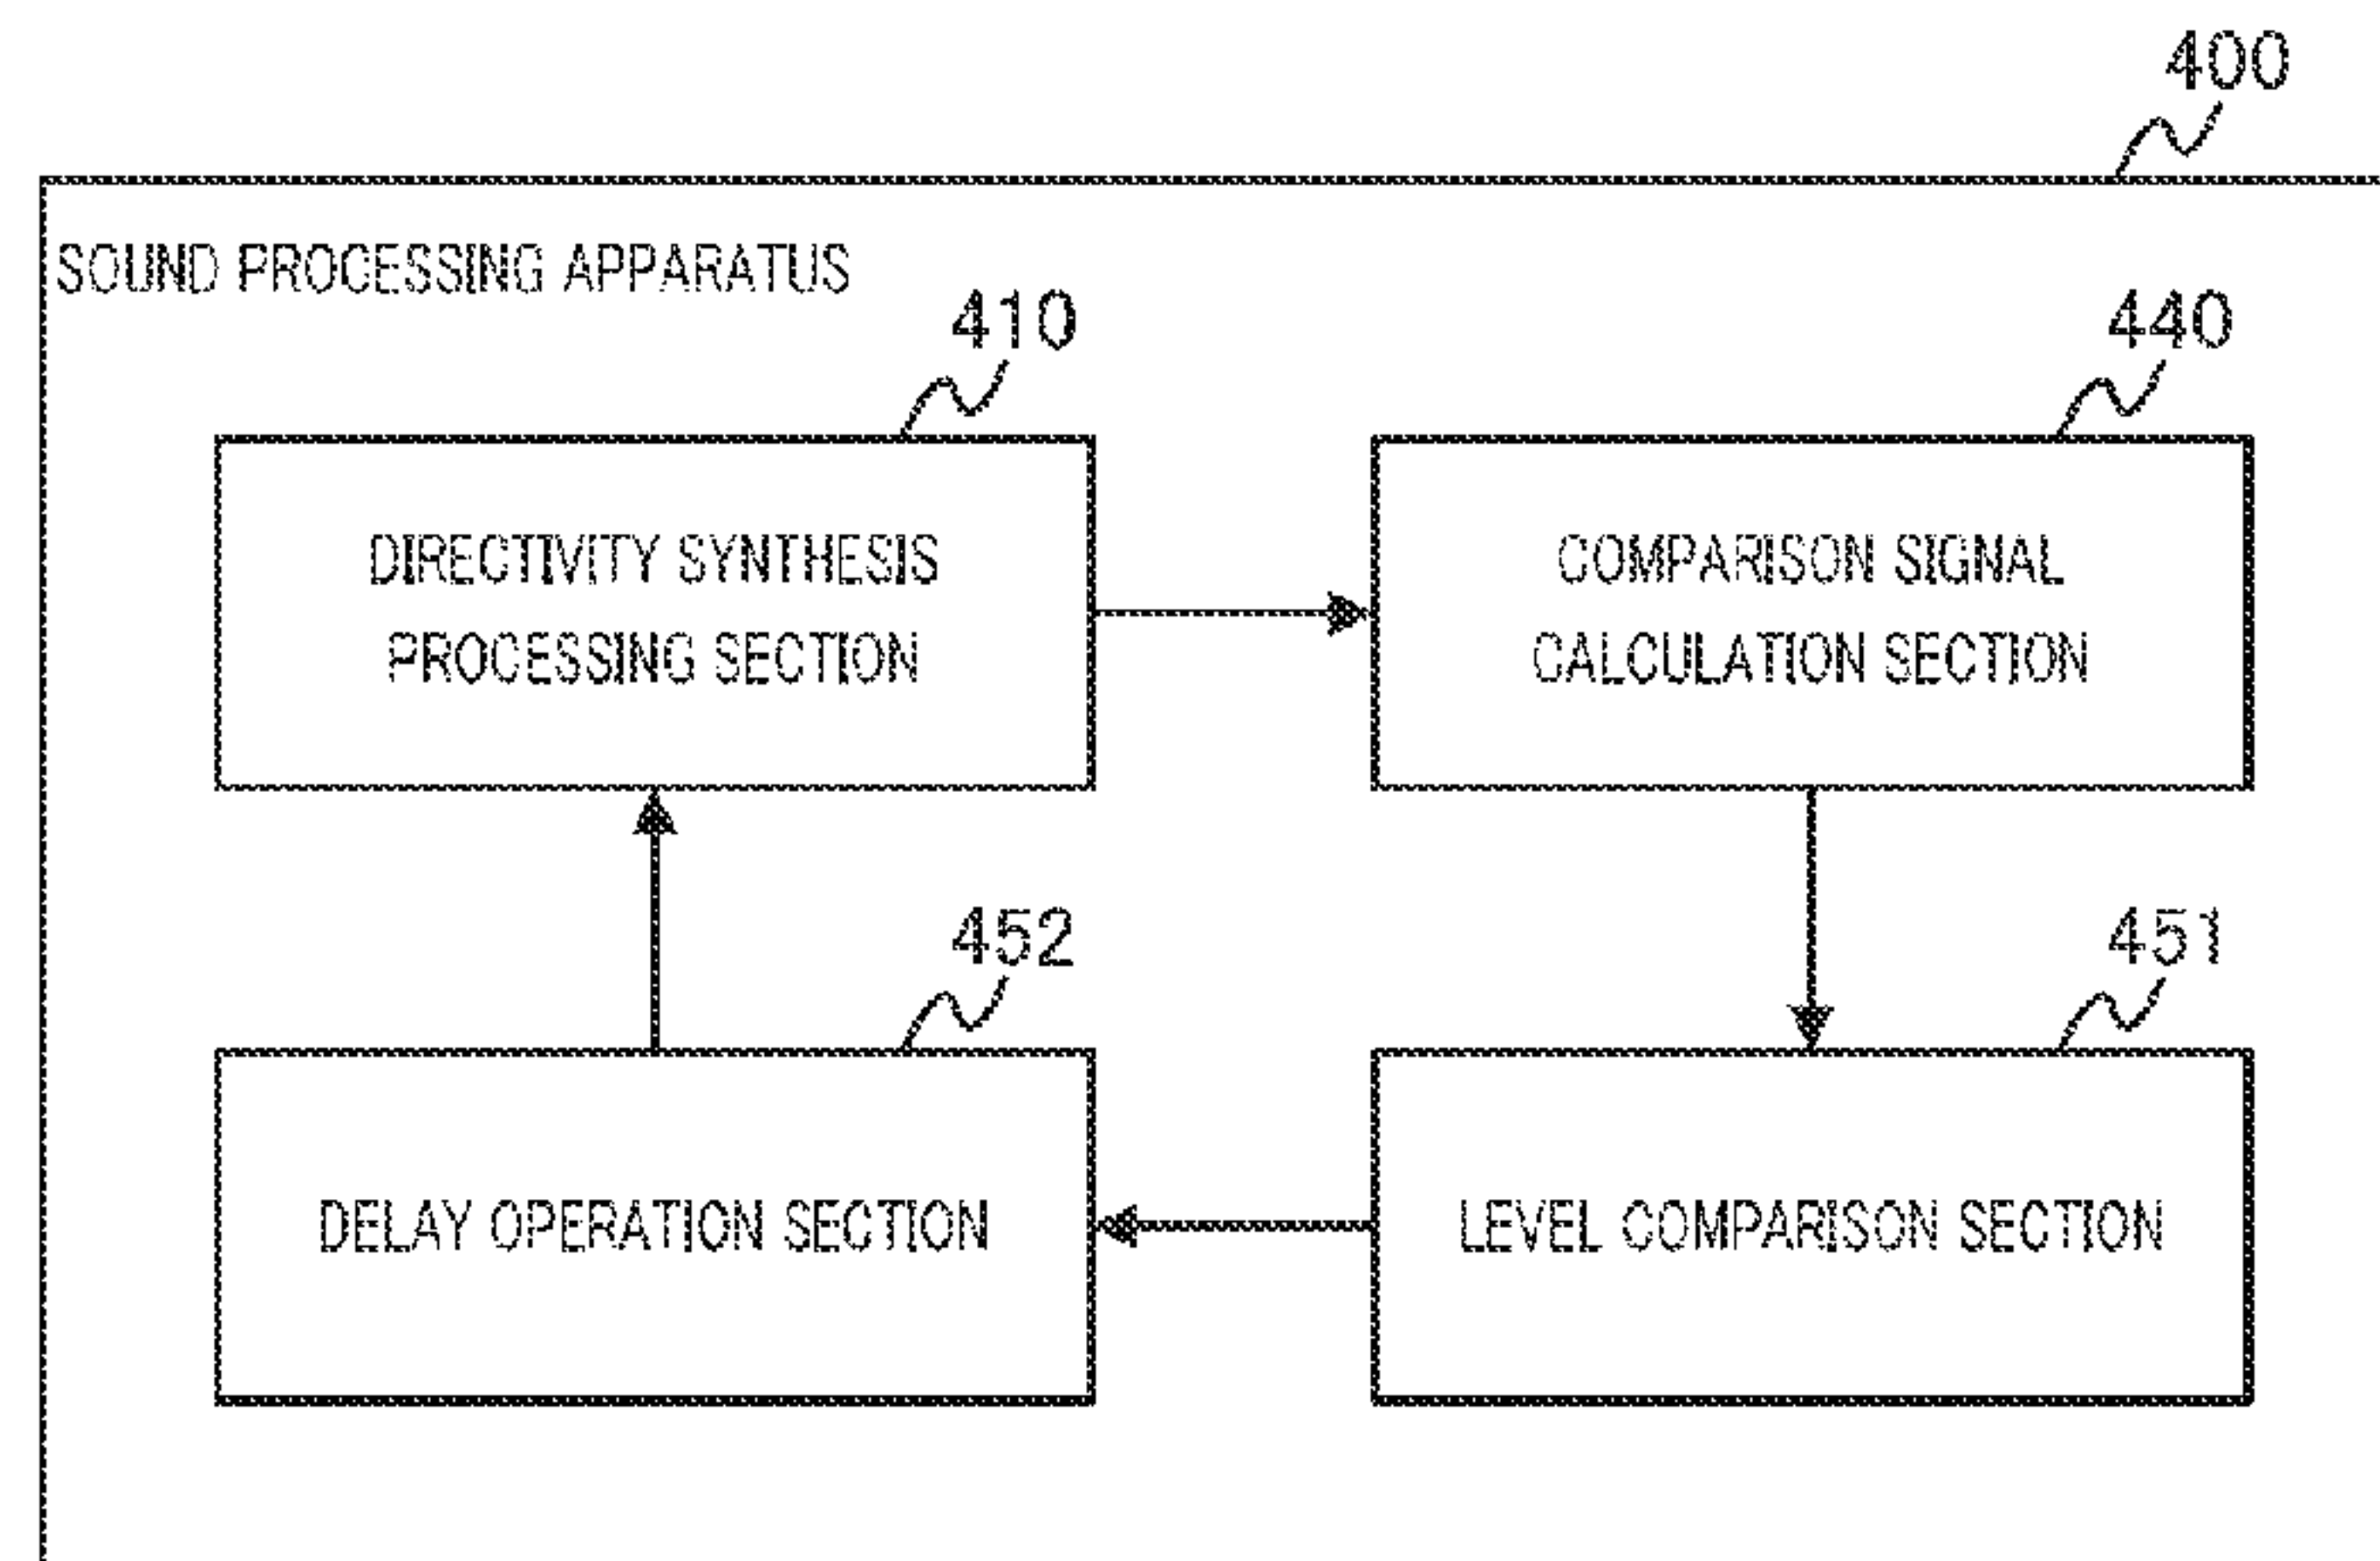 400
SOUND PROCESSING APPARATUS
410
440
DIRECTIVITY SYNTHESIS
PROCESSING SECTION
COMPARISON SIGNAL
CALCULATION SECTION
452
451
DELAY OPERATION SECTION
LEVEL COMPARISON SECTION